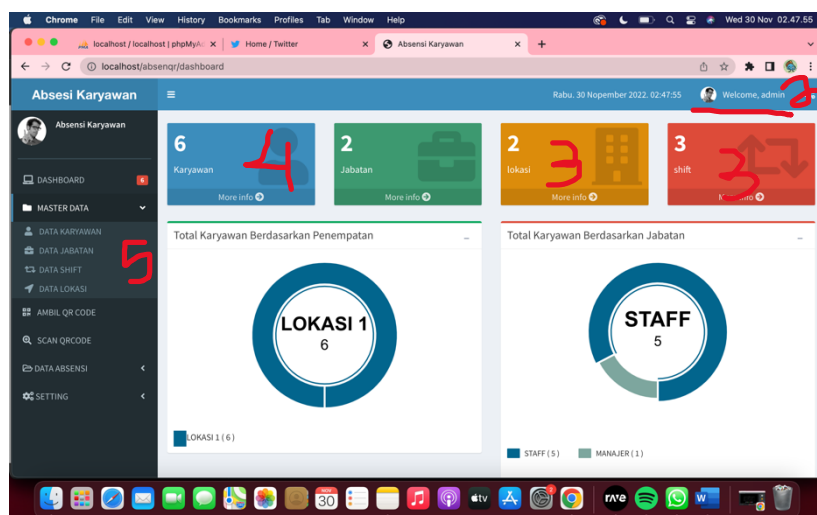 Chrome File Edit View History Bookmarks Profiles Tab Window Help Wed 30 Nov 02.47.55
localhost / localhost | phpMyAc Home / Twitter Absensi Karyawan
localhost/absenqr/dashboard
Absesi Karyawan Rabu. 30 Nopember 2022. 02:47:55 Welcome, admin 2
Absensi Karyawan
6 2 2 3
4 3 3
Karyawan Jabatan lokasi shift
More info More info More info More info
DASHBOARD 6
MASTER DATA
DATA KARYAWAN
DATA JABATAN
DATA SHIFT
DATA LOKASI
5
AMBIL QR CODE
SCAN QRCODE
DATA ABSENSI
SETTING
Total Karyawan Berdasarkan Penempatan
LOKASI 1
6
LOKASI 1 ( 6 )
Total Karyawan Berdasarkan Jabatan
STAFF
5
STAFF ( 5 ) MANAJER ( 1 )
NOV
30
tv
rave
W